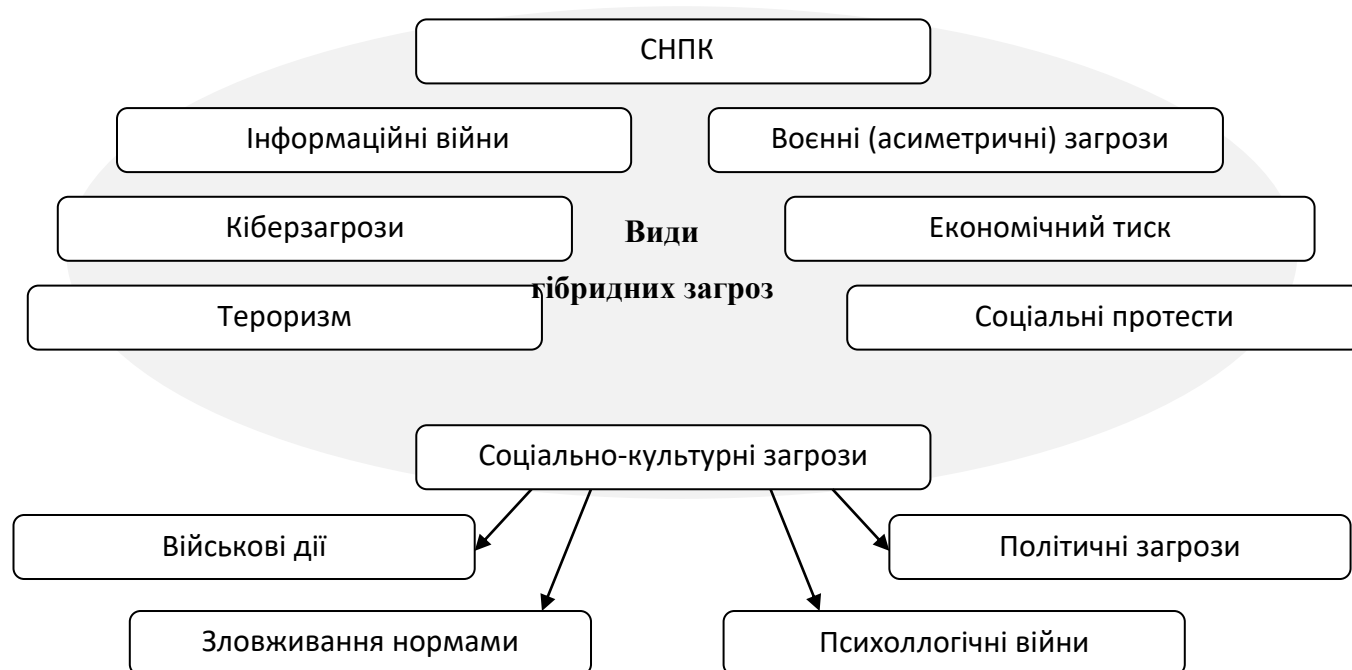 СНПК
Інформаційні війни
Воєнні (асиметричні) загрози
Кіберзагрози
Види
Економічний тиск
гібридних загроз
Тероризм
Соціальні протести
Соціально-культурні загрози
Військові дії
Політичні загрози
Зловживання нормами
Психоллогічні війни